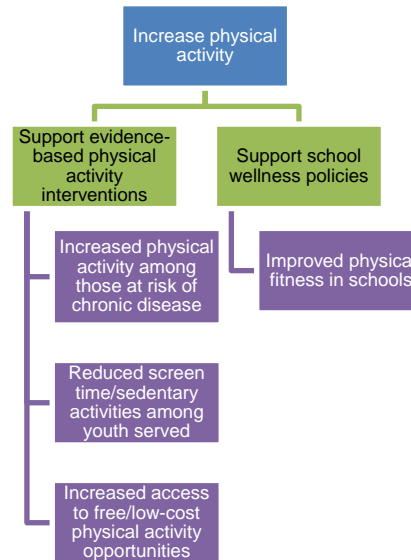 Increase physical
activity
Support evidence-
based physical
activity
interventions
Support school
wellness policies
Increased physical
activity among
those at risk of
chronic disease
Improved physical
fitness in schools
Reduced screen
time/sedentary
activities among
youth served
Increased access
to free/low-cost
physical activity
opportunities